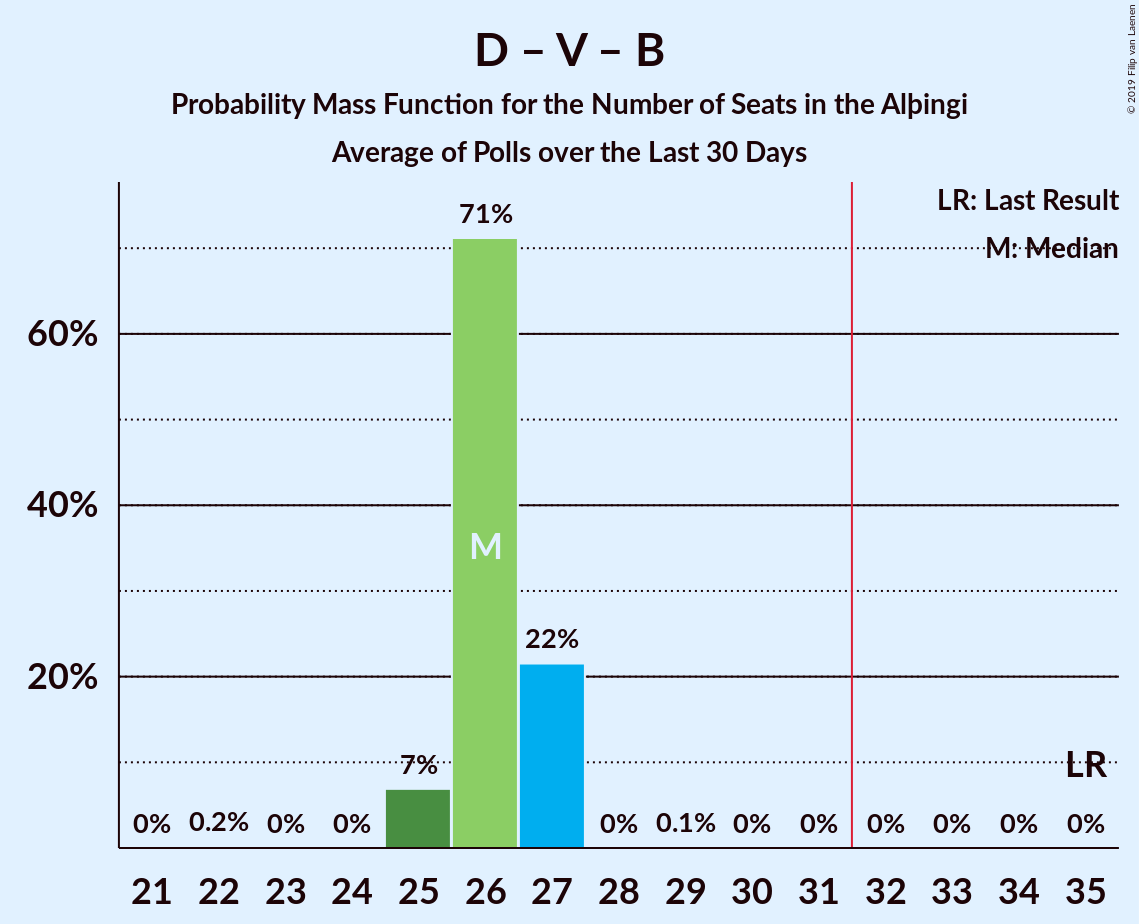 D – V – B
Probability Mass Function for the Number of Seats in the Alþingi
Average of Polls over the Last 30 Days
© 2019 Filip van Laenen
LR: Last Result
M: Median
71%
60%
40%
M
22%
20%
7%
LR
0% 0.2% 0% 0% 0% 0.1% 0% 0% 0% 0% 0% 0%
21 22 23 24 25 26 27 28 29 30 31 32 33 34 35